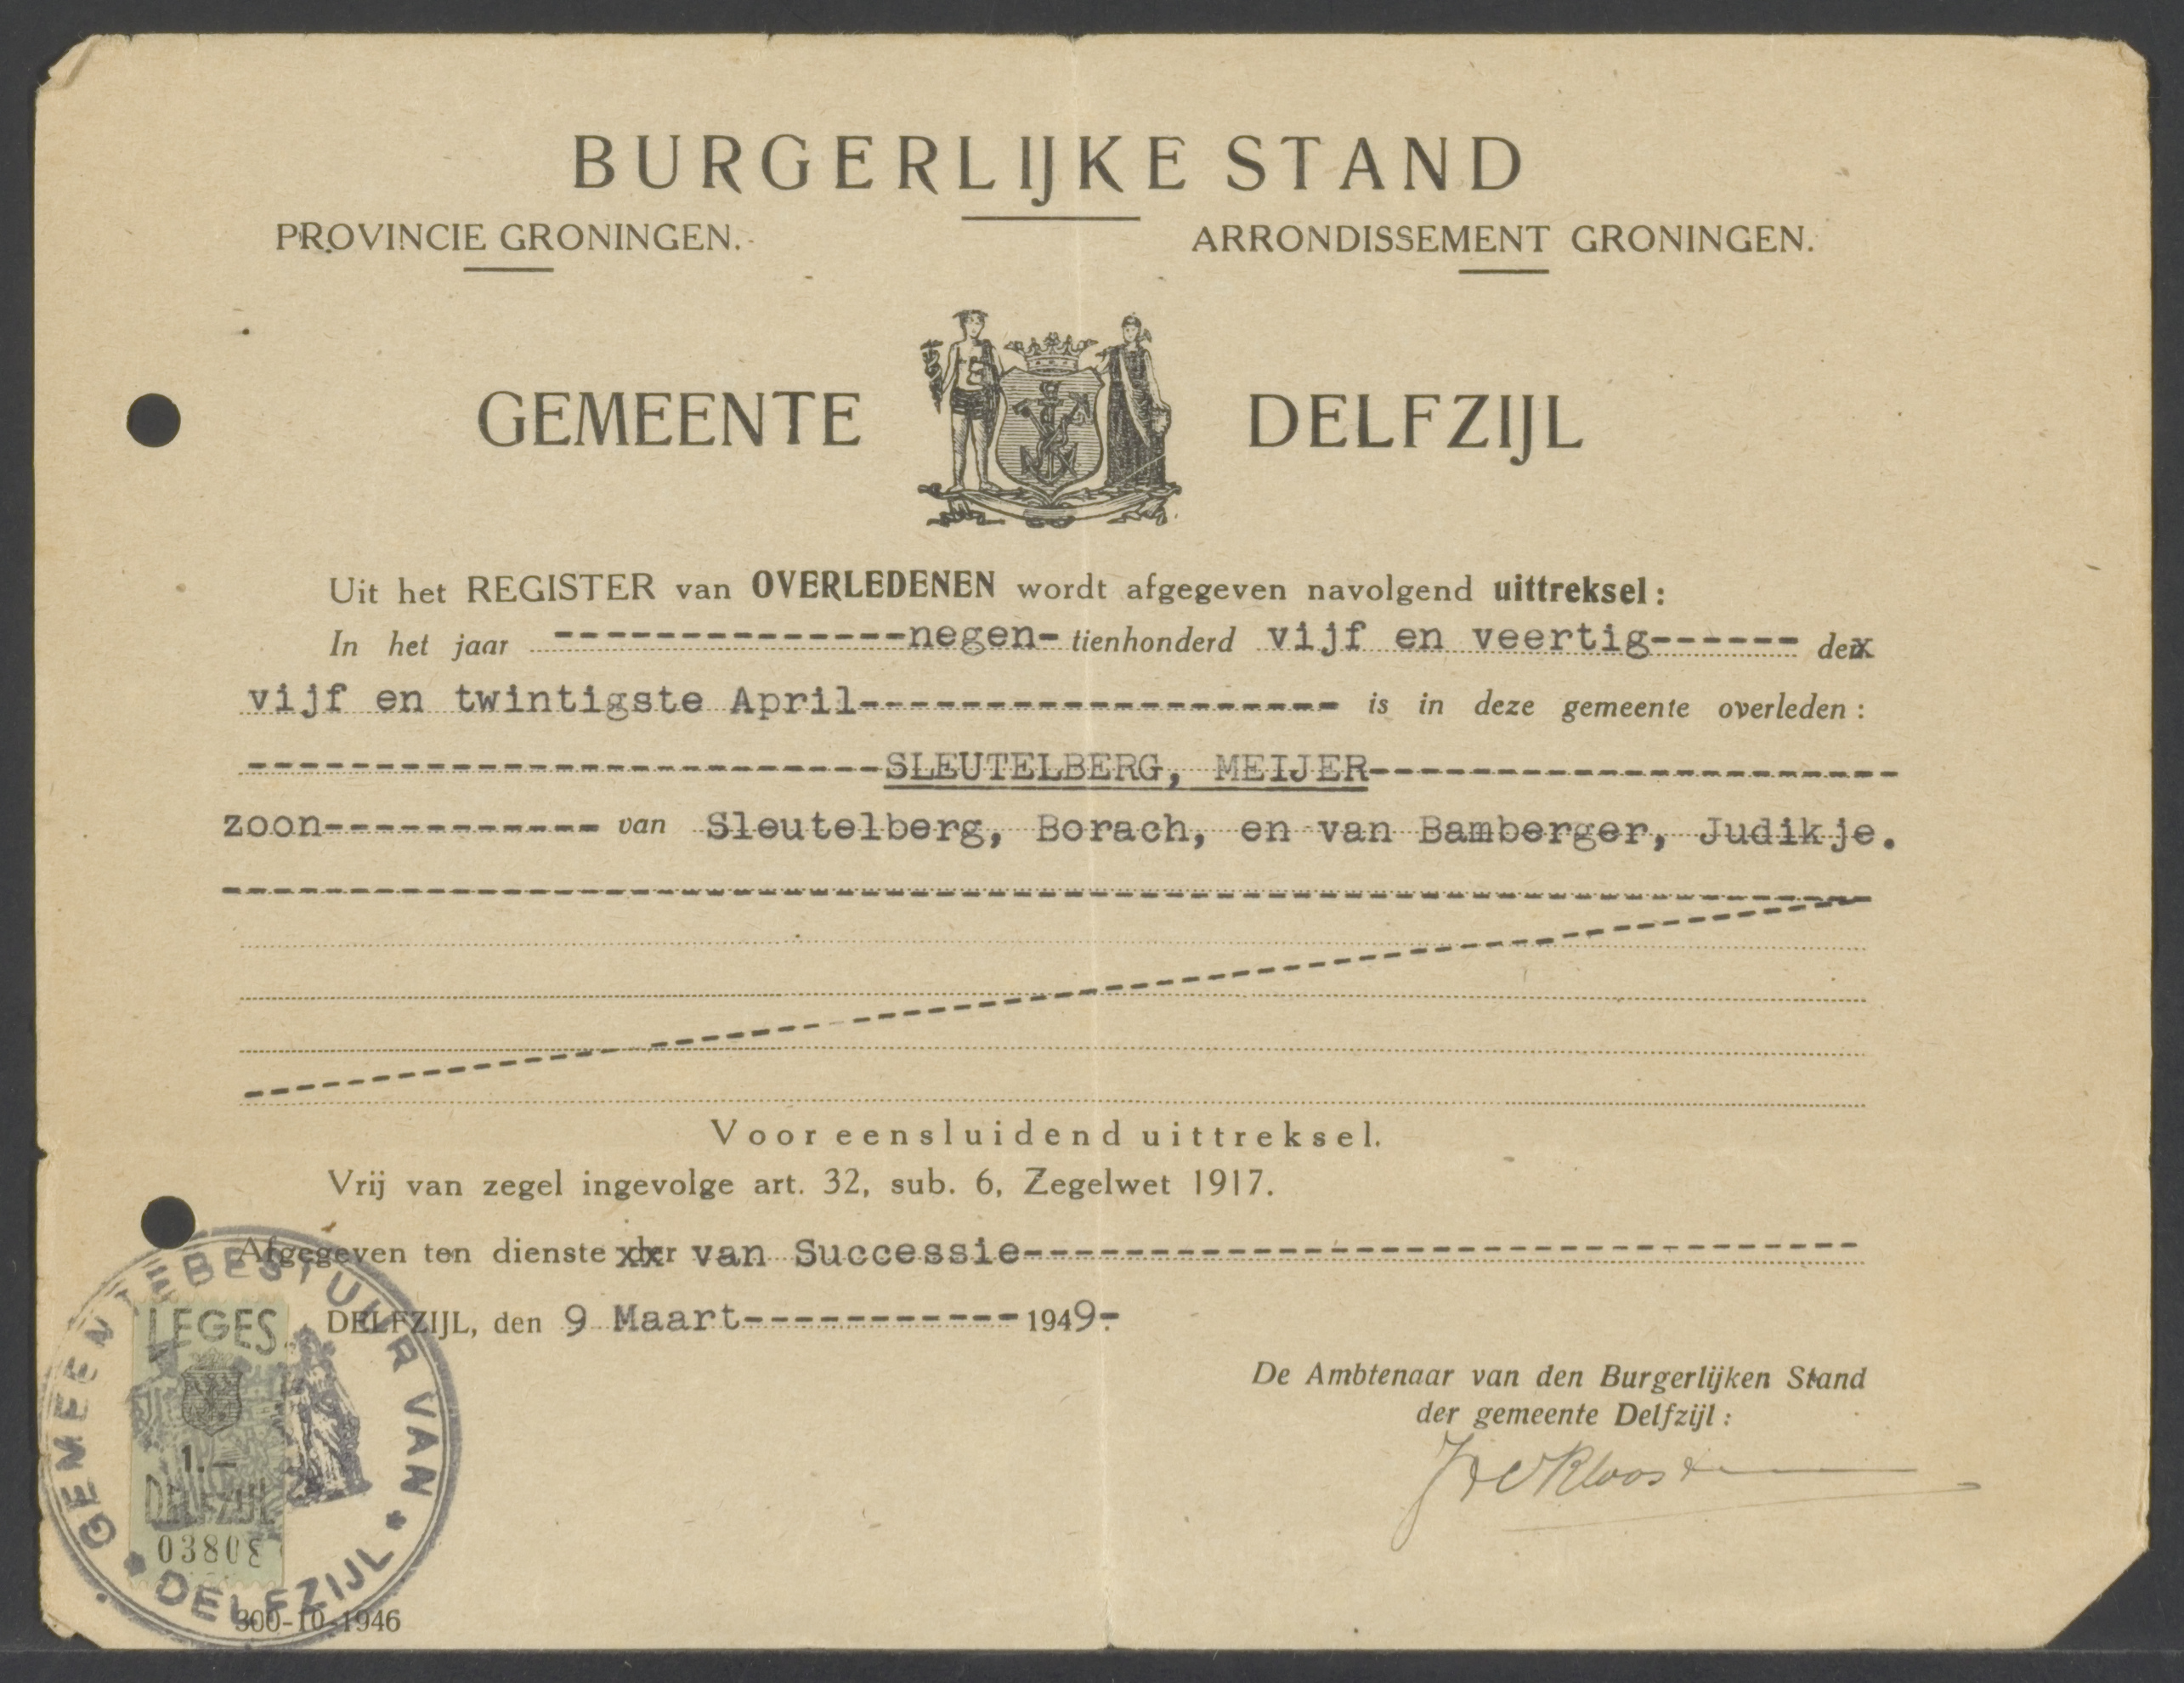 BURGERLIJKE STAND
PROVINCIE GRONINGEN. ARRONDISSEMENT GRONINGEN.
GEMEENTE DELFZIJL
Uit het REGISTER van OVERLEDENEN wordt afgegeven navolgend uittreksel:
In het jaar --------------negen- tienhonderd vijf en veertig------ den
vijf en twintigste April------------------- is in deze gemeente overleden:
-------------------------SLEUTELBERG, MEIJER---------------------
zoon----------- van Sleutelberg, Borach, en van Bamberger, Judikje.
Voor eensluidend uittreksel.
Vrij van zegel ingevolge art. 32, sub. 6, Zegelwet 1917.
Afgegeven ten dienste der van Successie---------------------------------
DELFZIJL, den 9 Maart----------- 1949-
De Ambtenaar van den Burgerlijken Stand
der gemeente Delfzijl:
GEMEENTEBESTUUR VAN DELFZIJL
LEGES
1.-
DELFZIJL
300-10-1946